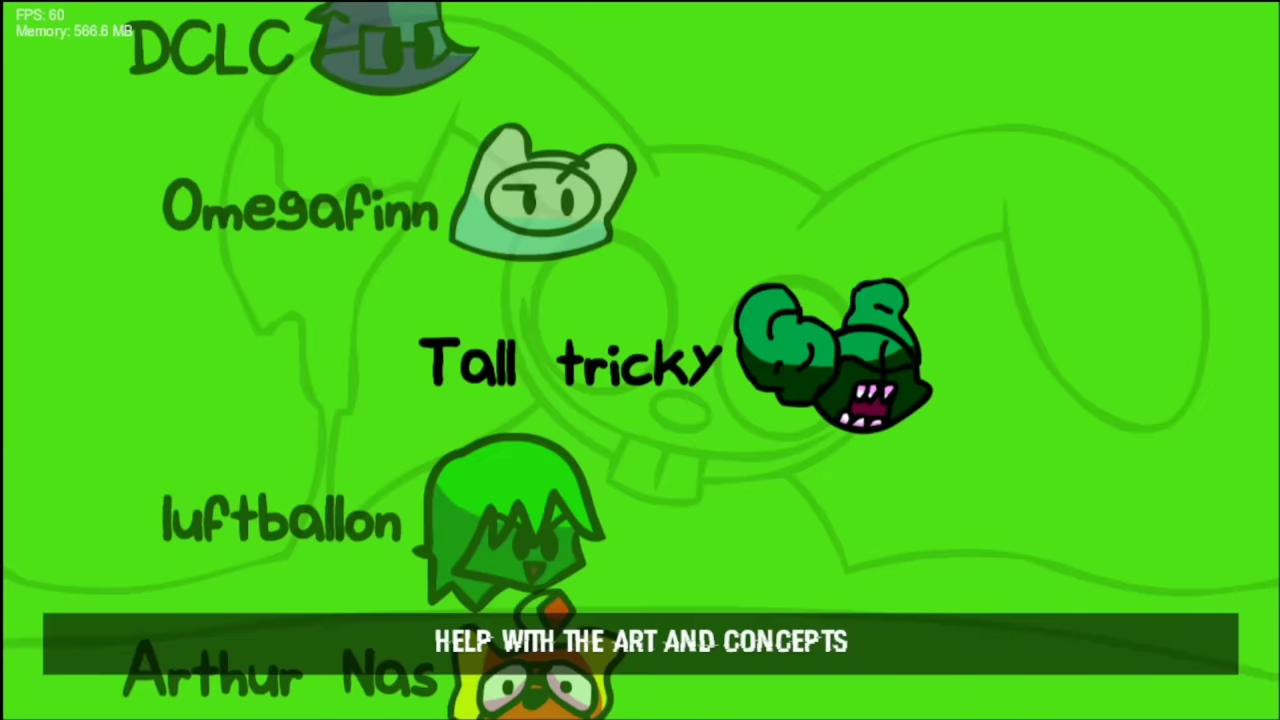 FPS: 60
Memory: 566.6 MB
DCLC
Omegafinn
Tall tricky
luftballon
HELP WITH THE ART AND CONCEPTS
Arthur Nas